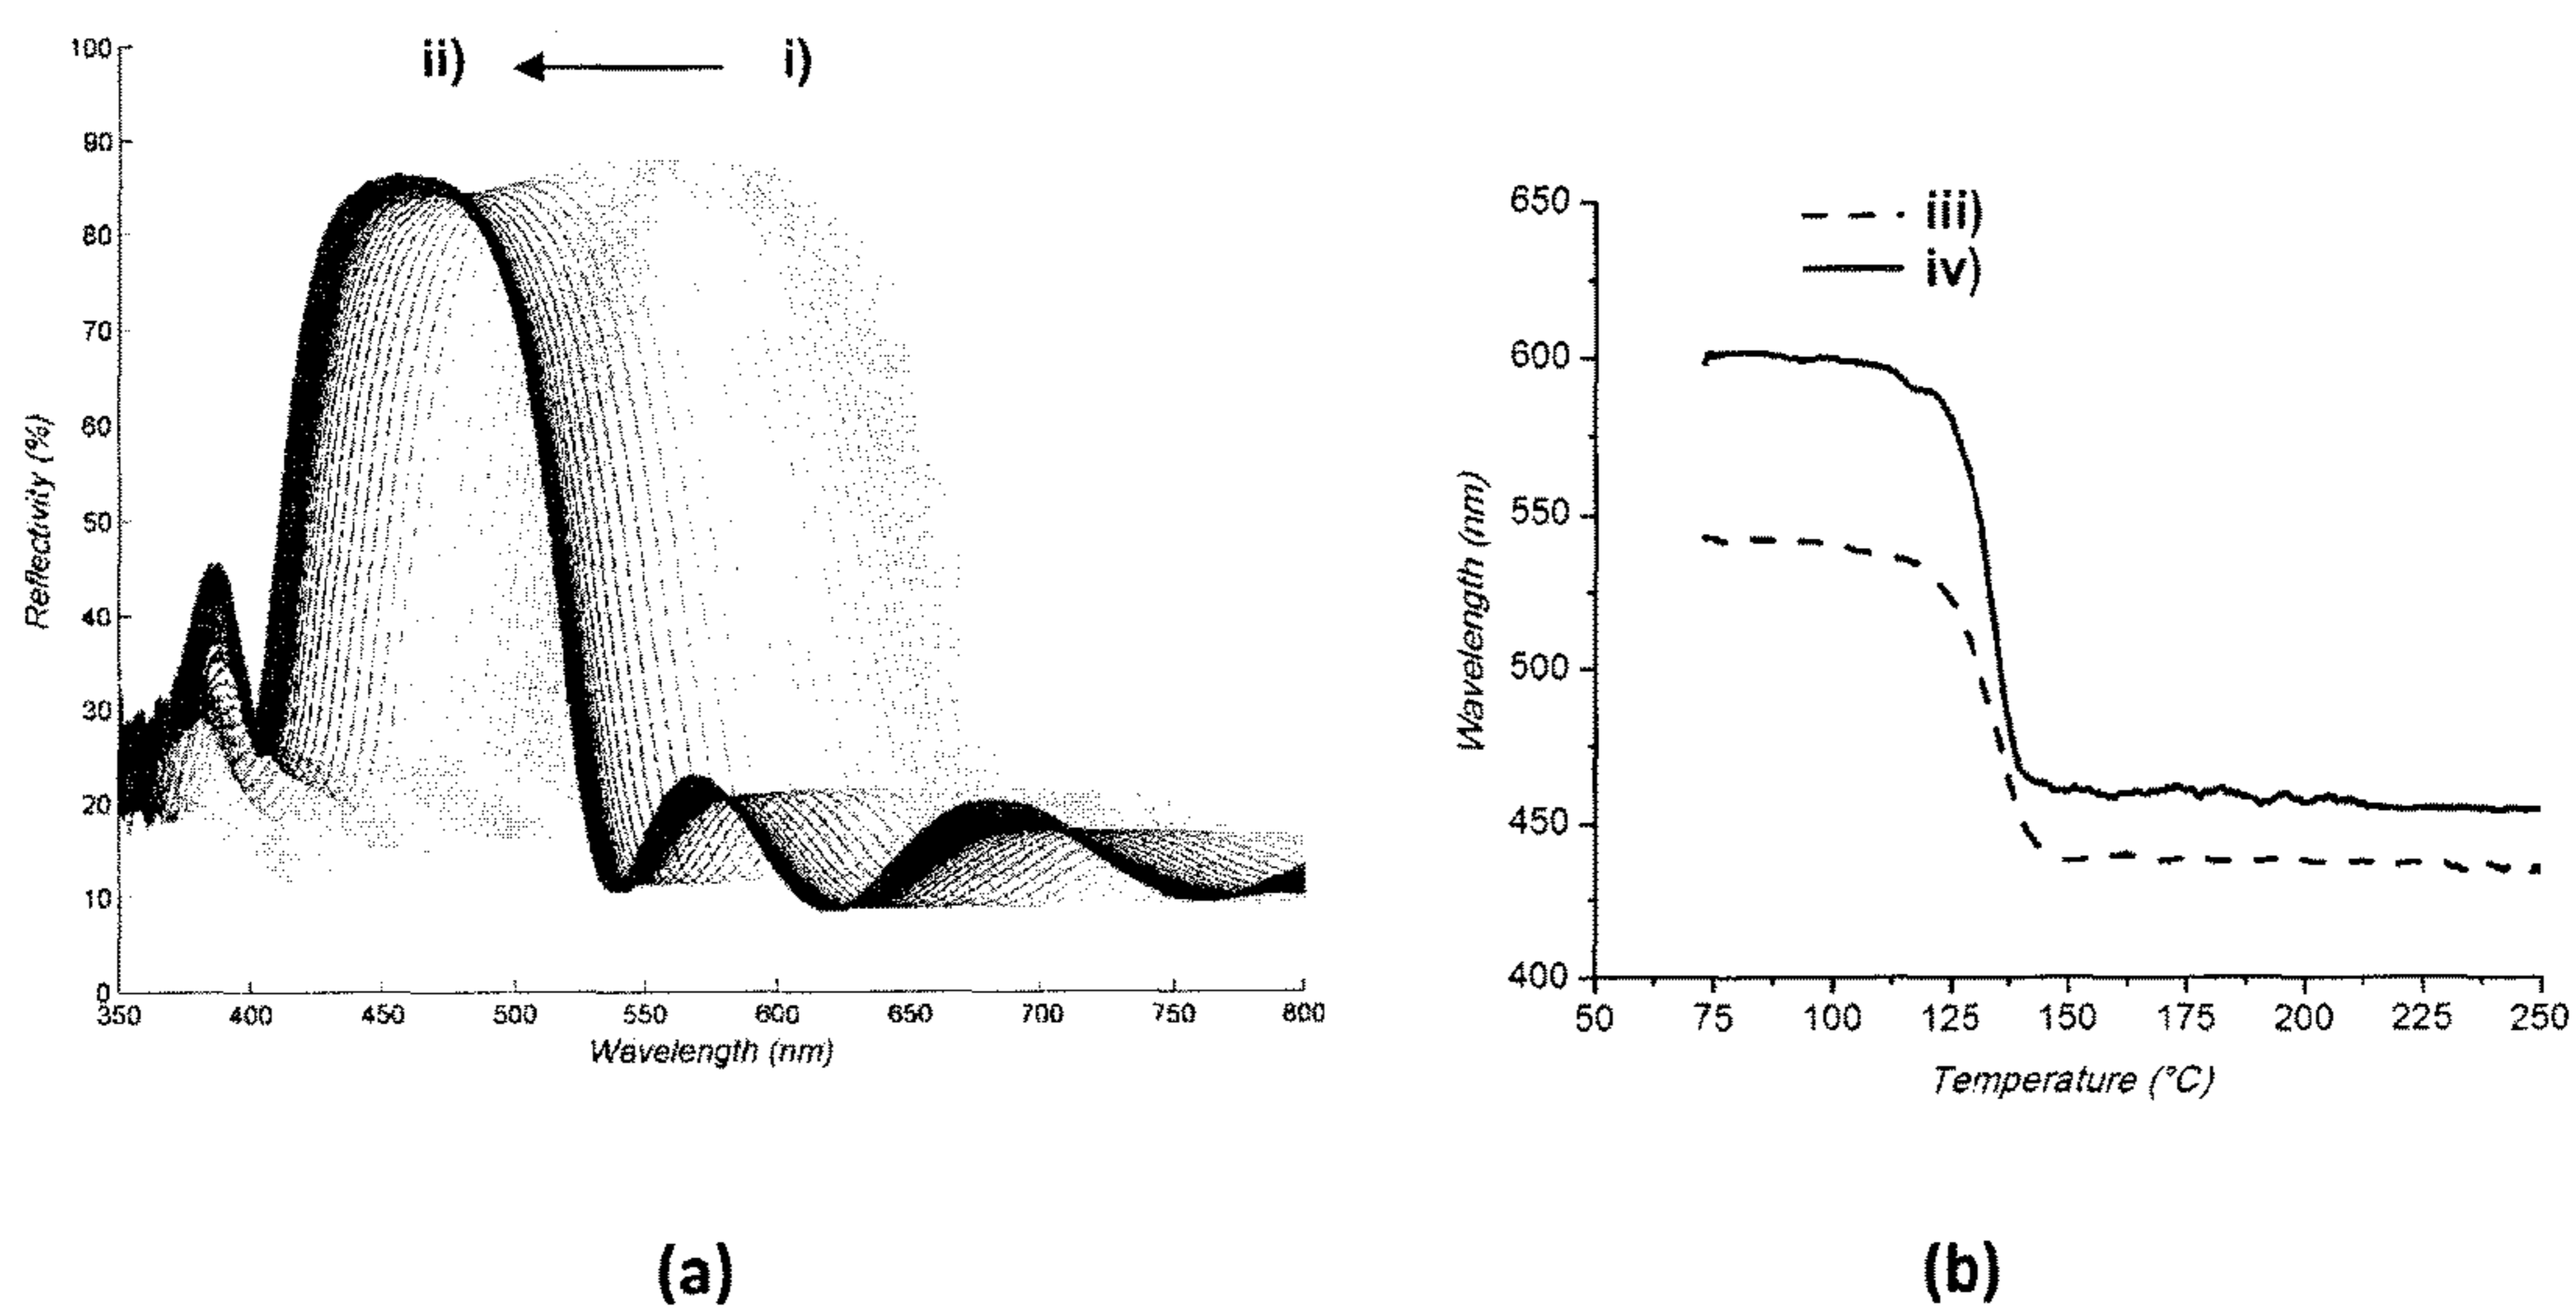 ii) i)
100
90
80
70
60
50
40
30
20
10
0
Reflectivity (%)
350 400 450 500 550 600 650 700 750 800
Wavelength (nm)
(a)
iii)
iv)
650
600
550
500
450
400
Wavelength (nm)
50 75 100 125 150 175 200 225 250
Temperature (°C)
(b)